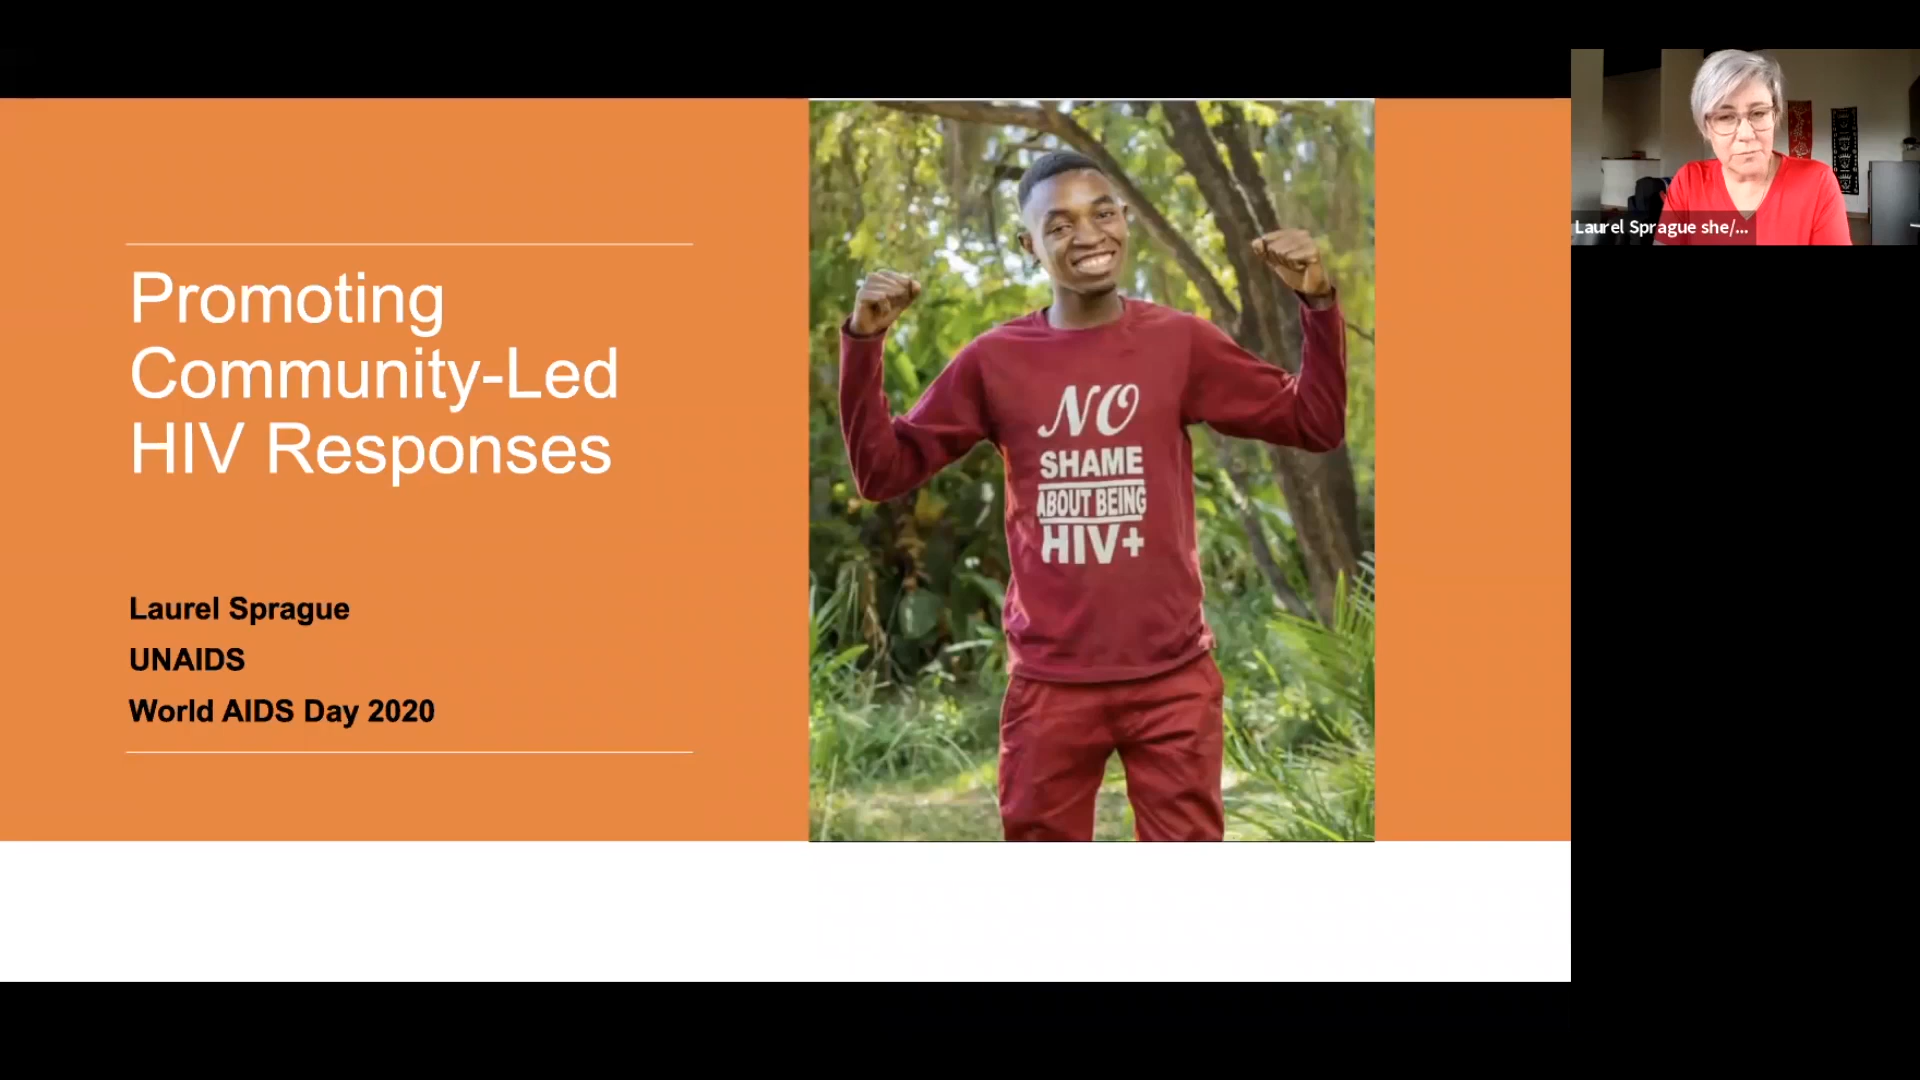 Promoting
Community-Led
HIV Responses
Laurel Sprague
UNAIDS
World AIDS Day 2020
NO
SHAME
ABOUT BEING
HIV+
Laurel Sprague she/...